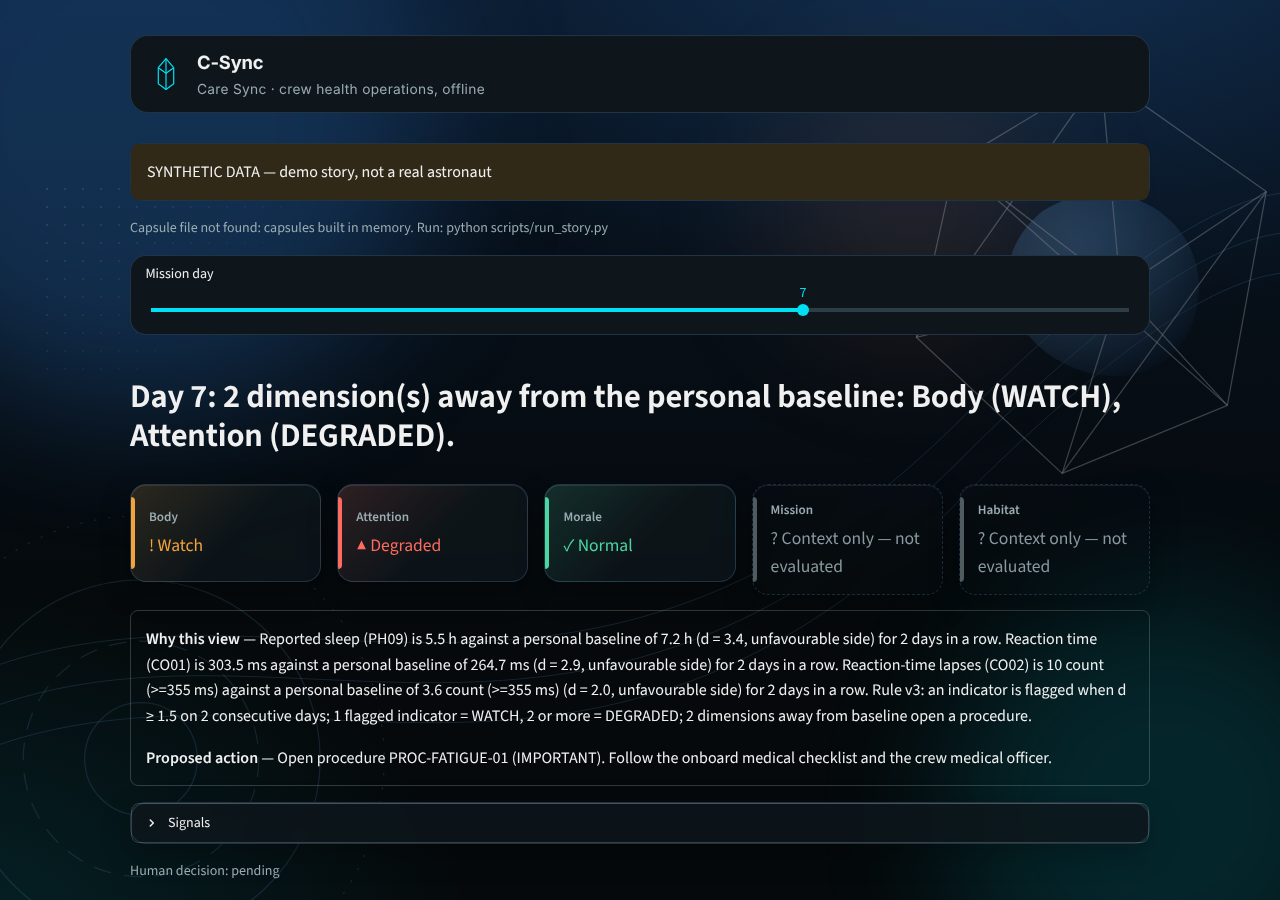 C-Sync
Care Sync · crew health operations, offline
SYNTHETIC DATA — demo story, not a real astronaut
Capsule file not found: capsules built in memory. Run: python scripts/run_story.py
Mission day
7
Day 7: 2 dimension(s) away from the personal baseline: Body (WATCH),
Attention (DEGRADED).
Body
! Watch
Attention
▲ Degraded
Morale
✓ Normal
Mission
? Context only — not
evaluated
Habitat
? Context only — not
evaluated
Why this view — Reported sleep (PH09) is 5.5 h against a personal baseline of 7.2 h (d = 3.4, unfavourable side) for 2 days in a row. Reaction time
(CO01) is 303.5 ms against a personal baseline of 264.7 ms (d = 2.9, unfavourable side) for 2 days in a row. Reaction-time lapses (CO02) is 10 count
(>=355 ms) against a personal baseline of 3.6 count (>=355 ms) (d = 2.0, unfavourable side) for 2 days in a row. Rule v3: an indicator is flagged when d
≥ 1.5 on 2 consecutive days; 1 flagged indicator = WATCH, 2 or more = DEGRADED; 2 dimensions away from baseline open a procedure.
Proposed action — Open procedure PROC-FATIGUE-01 (IMPORTANT). Follow the onboard medical checklist and the crew medical officer.
Signals
Human decision: pending